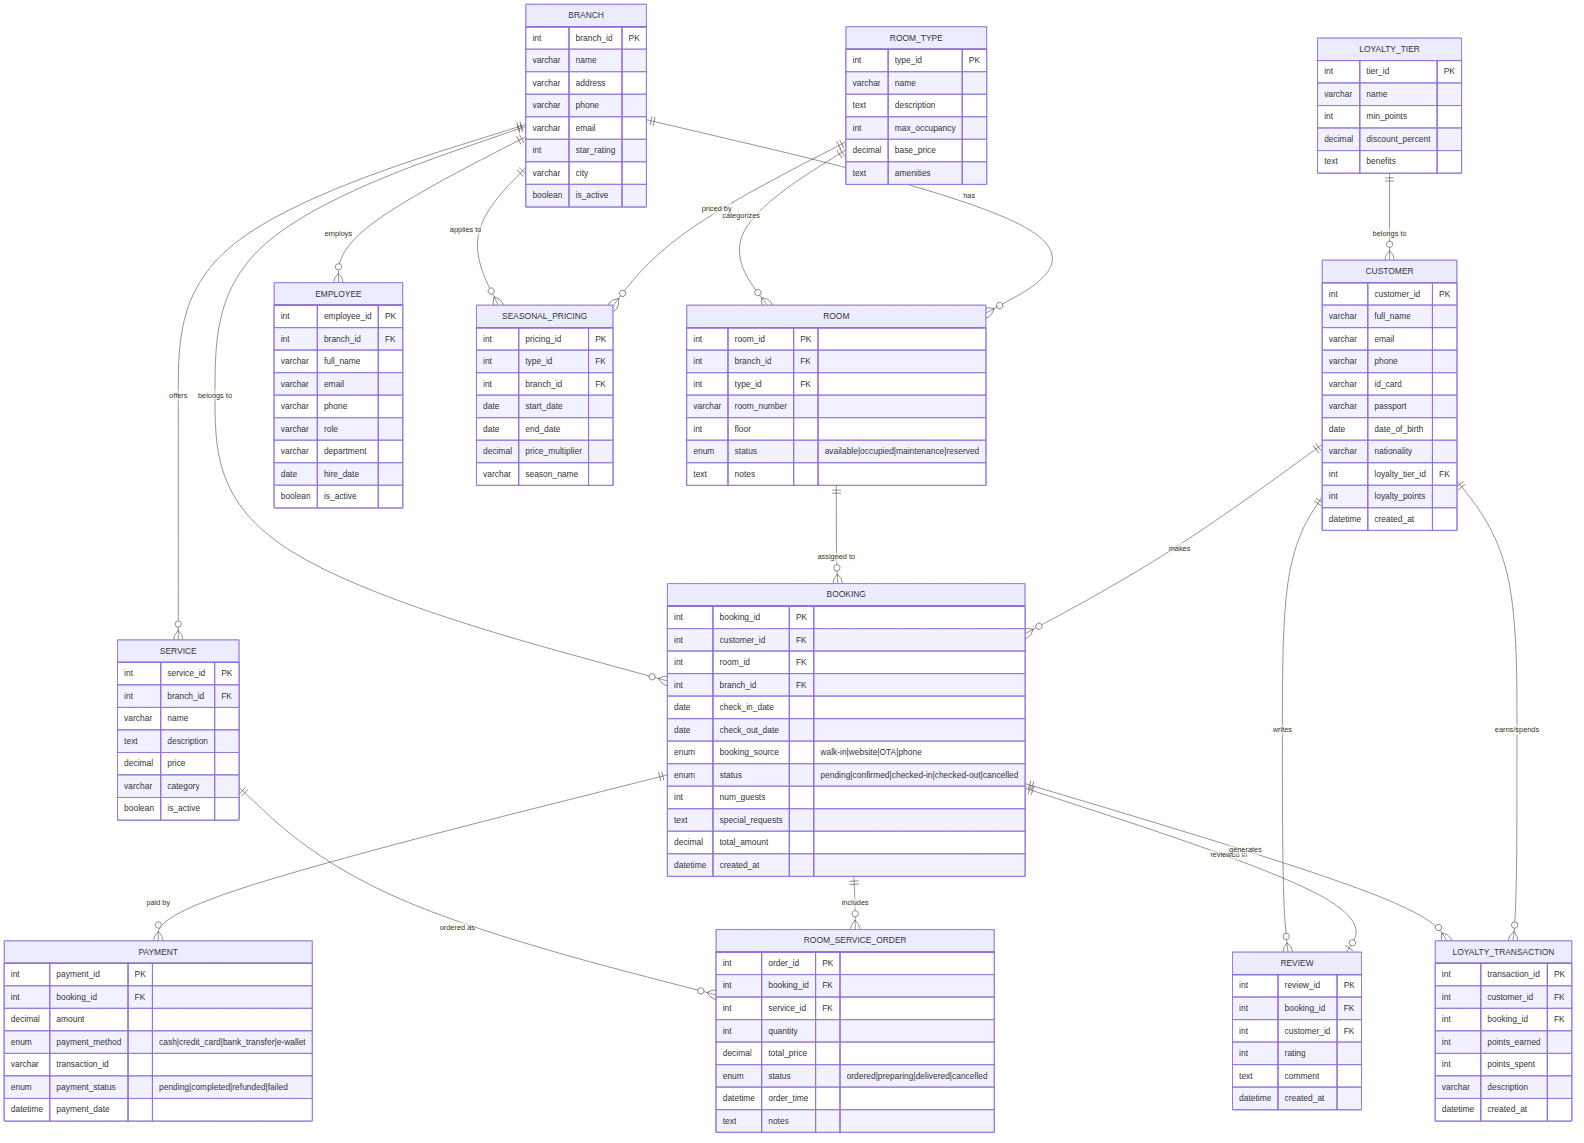 BRANCH
int branch_id PK
varchar name
varchar address
varchar phone
varchar email
int star_rating
varchar city
boolean is_active
ROOM_TYPE
int type_id PK
varchar name
text description
int max_occupancy
decimal base_price
text amenities
LOYALTY_TIER
int tier_id PK
varchar name
int min_points
decimal discount_percent
text benefits
has
priced by
categorizes
employs
applies to
belongs to
EMPLOYEE
int employee_id PK
int branch_id FK
varchar full_name
varchar email
varchar phone
varchar role
varchar department
date hire_date
boolean is_active
SEASONAL_PRICING
int pricing_id PK
int type_id FK
int branch_id FK
date start_date
date end_date
decimal price_multiplier
varchar season_name
ROOM
int room_id PK
int branch_id FK
int type_id FK
varchar room_number
int floor
enum status available|occupied|maintenance|reserved
text notes
CUSTOMER
int customer_id PK
varchar full_name
varchar email
varchar phone
varchar id_card
varchar passport
date date_of_birth
varchar nationality
int loyalty_tier_id FK
int loyalty_points
datetime created_at
offers
belongs to
assigned to
makes
SERVICE
int service_id PK
int branch_id FK
varchar name
text description
decimal price
varchar category
boolean is_active
BOOKING
int booking_id PK
int customer_id FK
int room_id FK
int branch_id FK
date check_in_date
date check_out_date
enum booking_source walk-in|website|OTA|phone
enum status pending|confirmed|checked-in|checked-out|cancelled
int num_guests
text special_requests
decimal total_amount
datetime created_at
writes
earns/spends
generates
reviewed in
paid by
includes
ordered as
PAYMENT
int payment_id PK
int booking_id FK
decimal amount
enum payment_method cash|credit_card|bank_transfer|e-wallet
varchar transaction_id
enum payment_status pending|completed|refunded|failed
datetime payment_date
ROOM_SERVICE_ORDER
int order_id PK
int booking_id FK
int service_id FK
int quantity
decimal total_price
enum status ordered|preparing|delivered|cancelled
datetime order_time
text notes
REVIEW
int review_id PK
int booking_id FK
int customer_id FK
int rating
text comment
datetime created_at
LOYALTY_TRANSACTION
int transaction_id PK
int customer_id FK
int booking_id FK
int points_earned
int points_spent
varchar description
datetime created_at